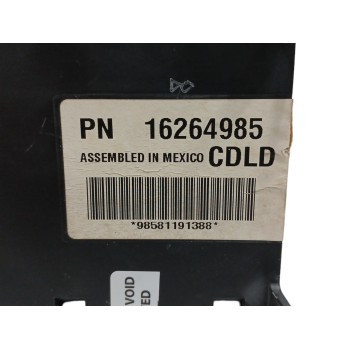 PN 16264985
ASSEMBLED IN MEXICO CDLD
*98581191388*
VOID
ED